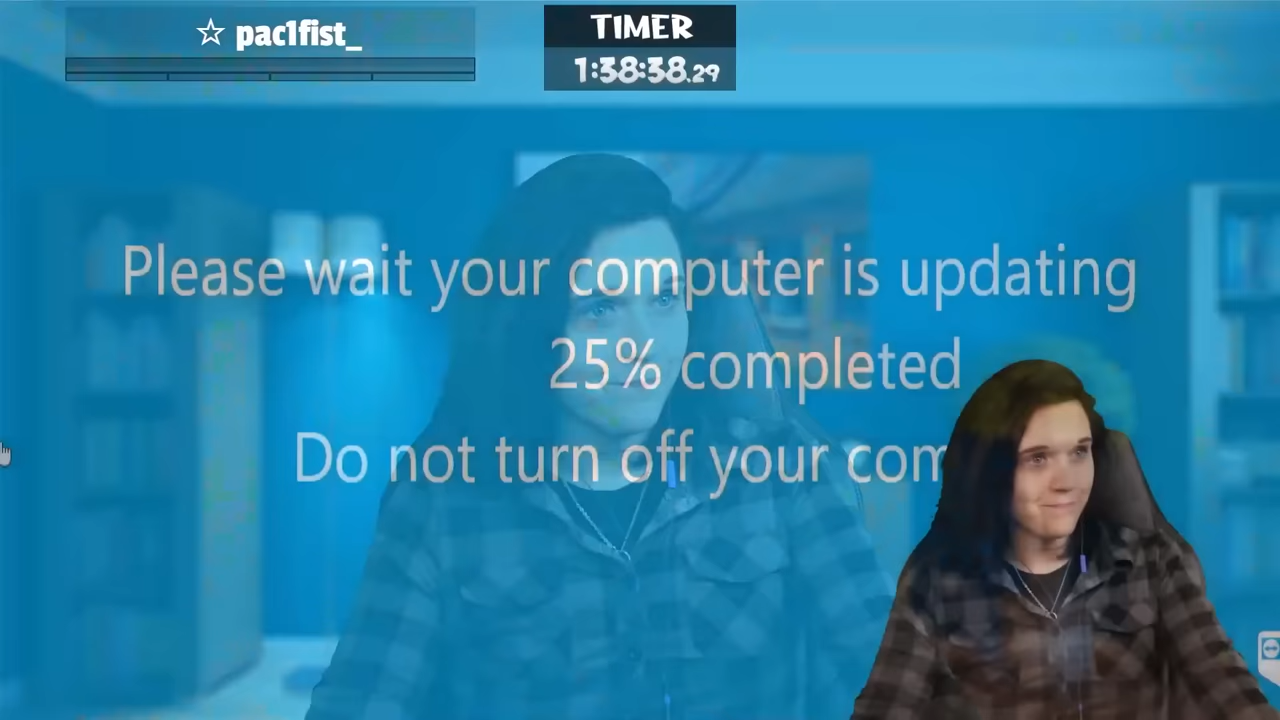 ☆ pac1fist_
TIMER
1:38:38.29
Please wait your computer is updating
25% completed
Do not turn off your com